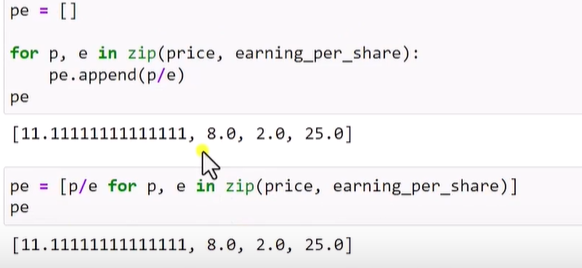 pe = []
for p, e in zip(price, earning_per_share):
    pe.append(p/e)
pe
[11.11111111111111, 8.0, 2.0, 25.0]
pe = [p/e for p, e in zip(price, earning_per_share)]
pe
[11.11111111111111, 8.0, 2.0, 25.0]